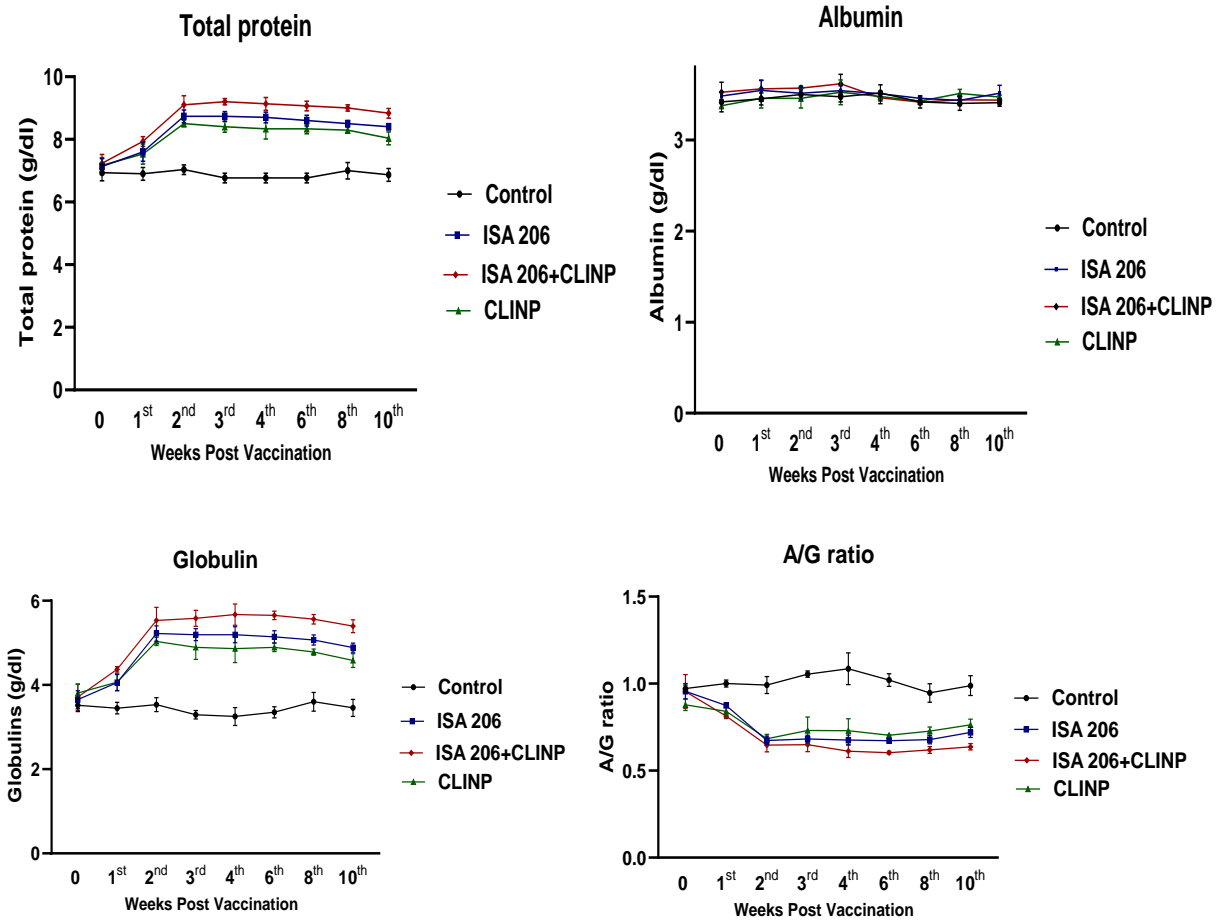 Total protein
Total protein (g/dl)
10
8
6
4
2
0
0 1st 2nd 3rd 4th 6th 8th 10th
Weeks Post Vaccination
Control
ISA 206
ISA 206+CLINP
CLINP
Albumin
Albumin (g/dl)
3
2
1
0
0 1st 2nd 3rd 4th 6th 8th 10th
Weeks Post Vaccination
Control
ISA 206
ISA 206+CLINP
CLINP
Globulin
Globulins (g/dl)
6
4
2
0
0 1st 2nd 3rd 4th 6th 8th 10th
Weeks Post Vaccination
Control
ISA 206
ISA 206+CLINP
CLINP
A/G ratio
A/G ratio
1.5
1.0
0.5
0.0
0 1st 2nd 3rd 4th 6th 8th 10th
Weeks Post Vaccination
Control
ISA 206
ISA 206+CLINP
CLINP